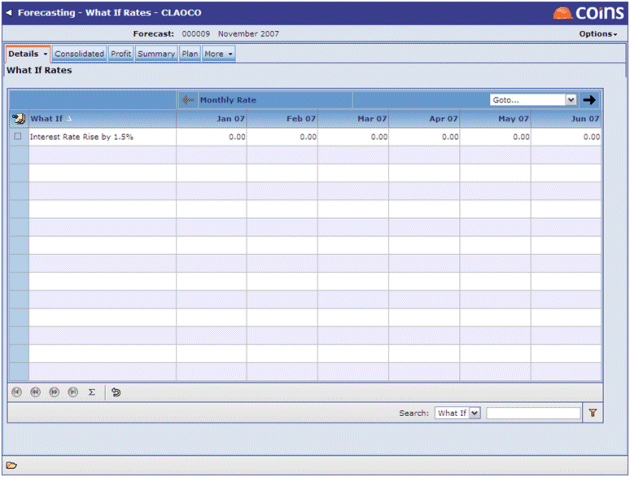 Forecasting - What If Rates - CLAOCO
coins
Forecast: 000009 November 2007
Options
Details Consolidated Profit Summary Plan More
What If Rates
Monthly Rate
Goto...
What If Jan 07 Feb 07 Mar 07 Apr 07 May 07 Jun 07
Interest Rate Rise by 1.5% 0.00 0.00 0.00 0.00 0.00 0.00
Σ
Search: What If